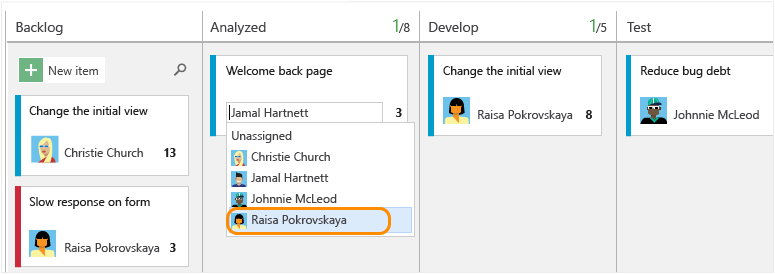 Backlog
Analyzed 1/8
Develop 1/5
Test
New item
Change the initial view
Christie Church 13
Slow response on form
Raisa Pokrovskaya 3
Welcome back page
Jamal Hartnett 3
Unassigned
Christie Church
Jamal Hartnett
Johnnie McLeod
Raisa Pokrovskaya
Change the initial view
Raisa Pokrovskaya 8
Reduce bug debt
Johnnie McLeod